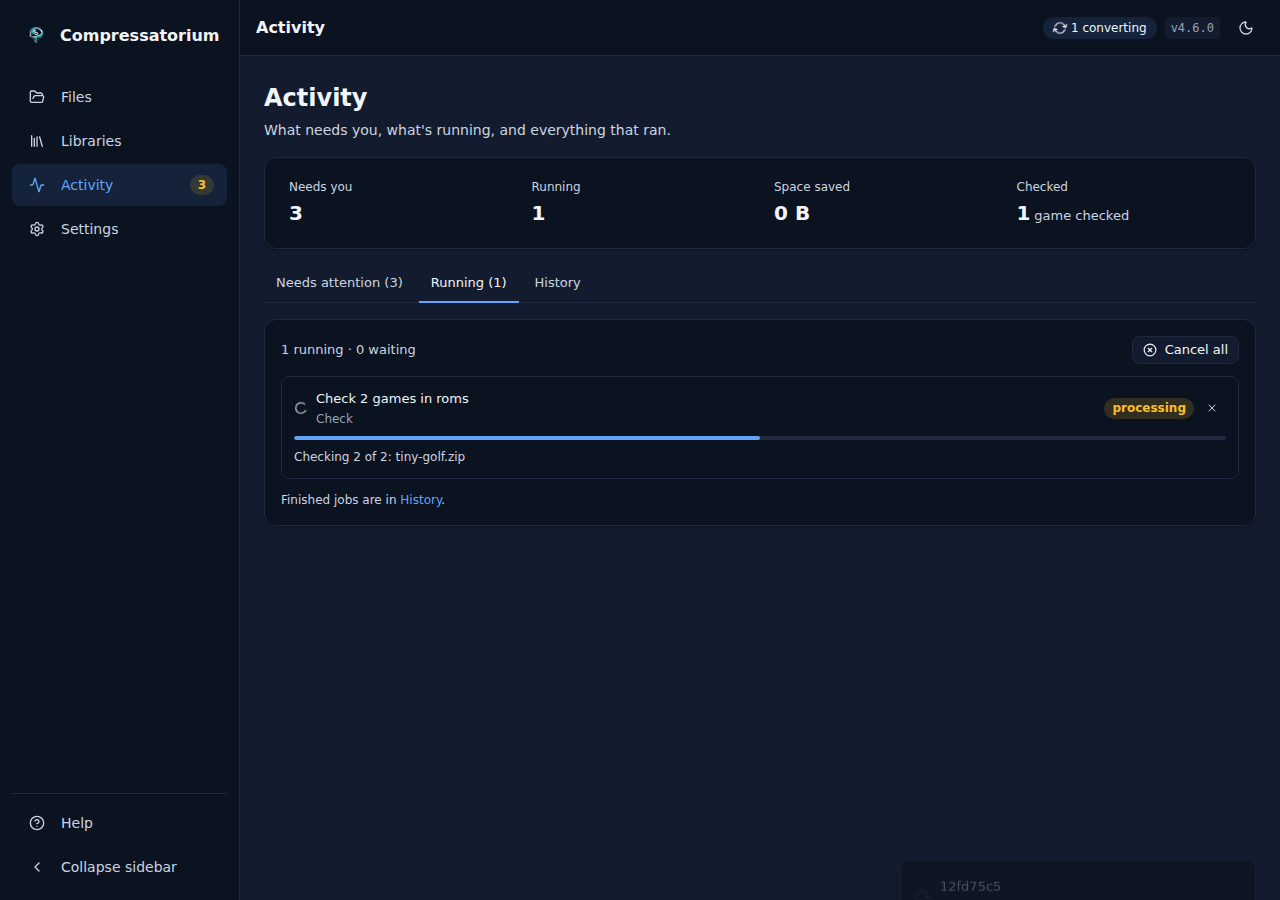 Compressatorium
Files
Libraries
Activity 3
Settings
Help
Collapse sidebar
Activity
1 converting v4.6.0
Activity
What needs you, what's running, and everything that ran.
Needs you Running Space saved Checked
3 1 0 B 1 game checked
Needs attention (3) Running (1) History
1 running · 0 waiting Cancel all
Check 2 games in roms
Check
processing
Checking 2 of 2: tiny-golf.zip
Finished jobs are in History.
12fd75c5